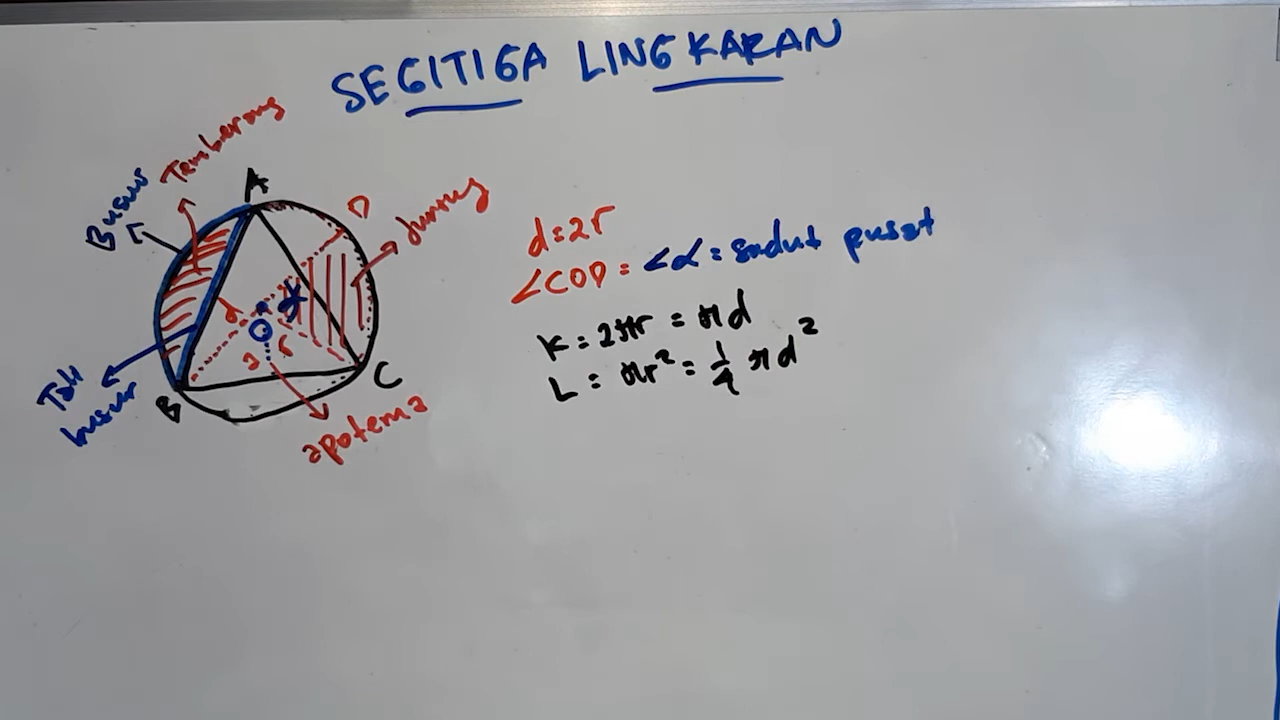 SEGITIGA LINGKARAN
Tembereng
Busur
A
D
Juring
d
O
α
a
r
B
C
Tali
busur
apotema
d = 2r
∠COD = ∠α = sudut pusat
K = 2πr = πd
L = πr² = 1/4 πd²